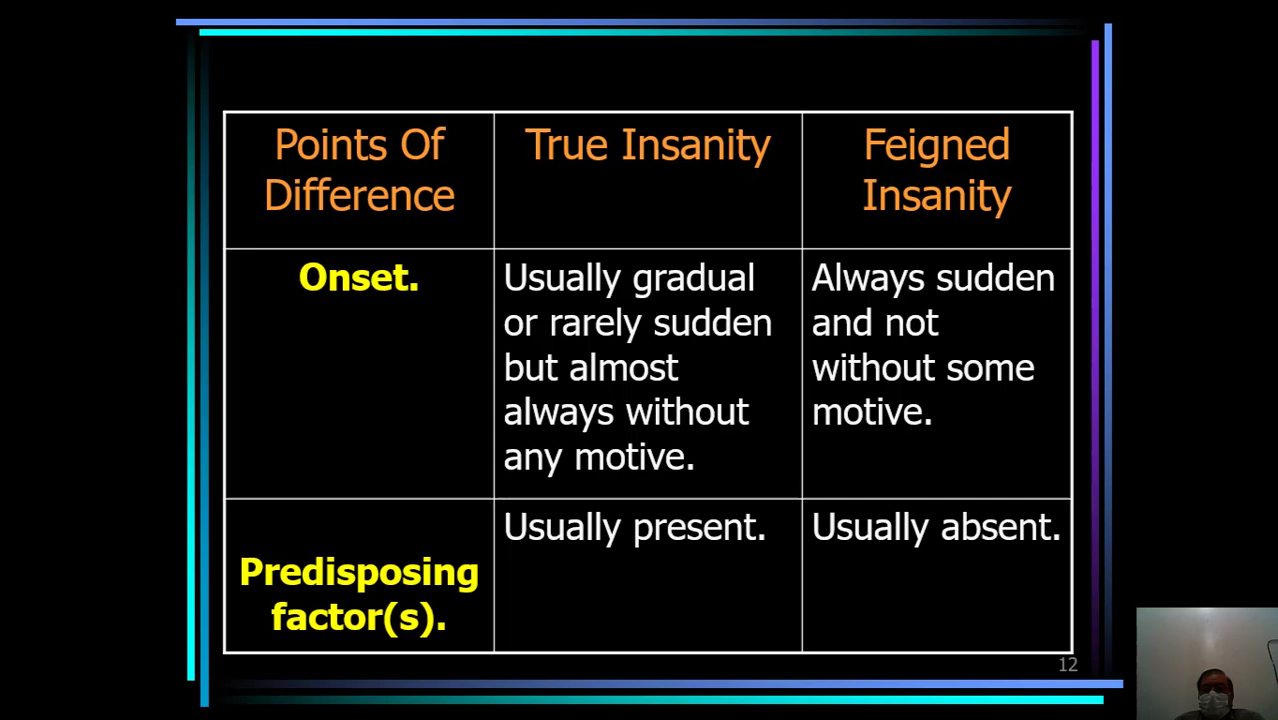 Points Of
Difference
True Insanity
Feigned
Insanity
Onset.
Usually gradual
or rarely sudden
but almost
always without
any motive.
Always sudden
and not
without some
motive.
Predisposing
factor(s).
Usually present.
Usually absent.
12